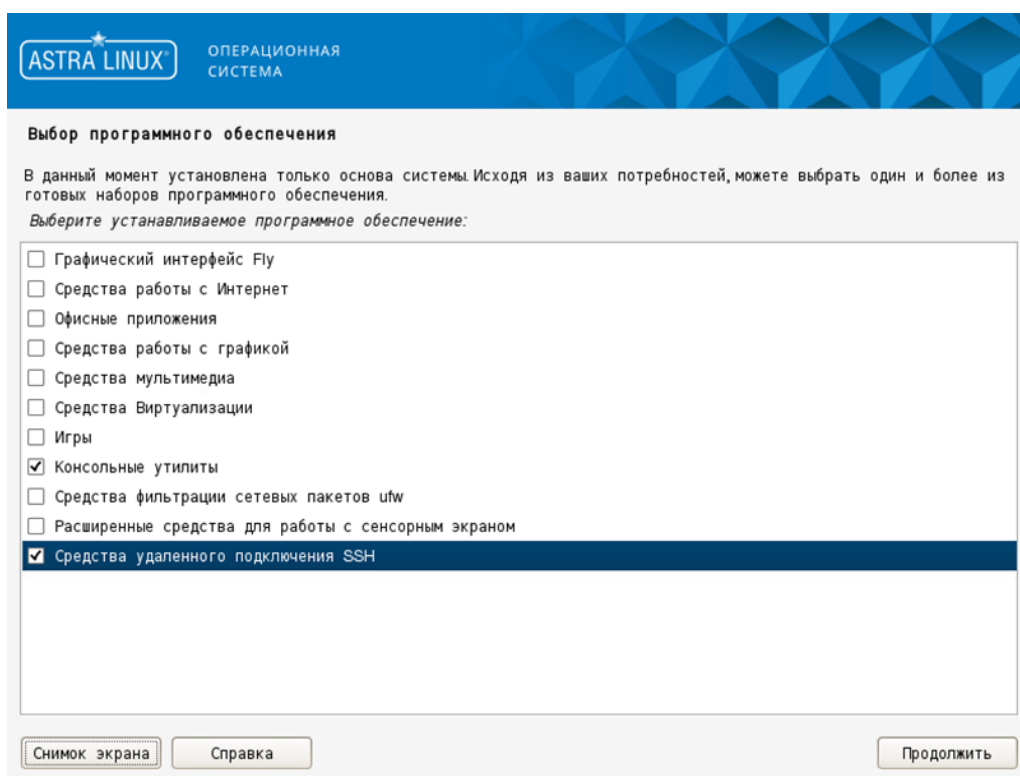 ASTRA LINUX®
ОПЕРАЦИОННАЯ
СИСТЕМА
Выбор программного обеспечения
В данный момент установлена только основа системы. Исходя из ваших потребностей, можете выбрать один и более из
готовых наборов программного обеспечения.
Выберите устанавливаемое программное обеспечение:
Графический интерфейс Fly
Средства работы с Интернет
Офисные приложения
Средства работы с графикой
Средства мультимедиа
Средства Виртуализации
Игры
Консольные утилиты
Средства фильтрации сетевых пакетов ufw
Расширенные средства для работы с сенсорным экраном
Средства удаленного подключения SSH
Снимок экрана
Справка
Продолжить